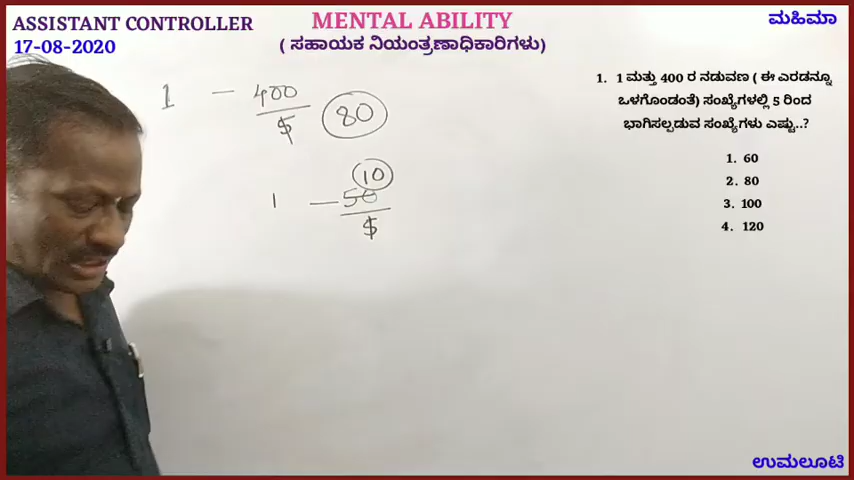 ASSISTANT CONTROLLER
17-08-2020
MENTAL ABILITY
( ಸಹಾಯಕ ನಿಯಂತ್ರಣಾಧಿಕಾರಿಗಳು)
ಮಹಿಮಾ
1 - 400
5
80
10
1 - 50
5
1. 1 ಮತ್ತು 400 ರ ನಡುವಣ ( ಈ ಎರಡನ್ನೂ
ಒಳಗೊಂಡಂತೆ) ಸಂಖ್ಯೆಗಳಲ್ಲಿ 5 ರಿಂದ
ಭಾಗಿಸಲ್ಪಡುವ ಸಂಖ್ಯೆಗಳು ಎಷ್ಟು..?
1. 60
2. 80
3. 100
4. 120
ಉಮಲೂಟಿ